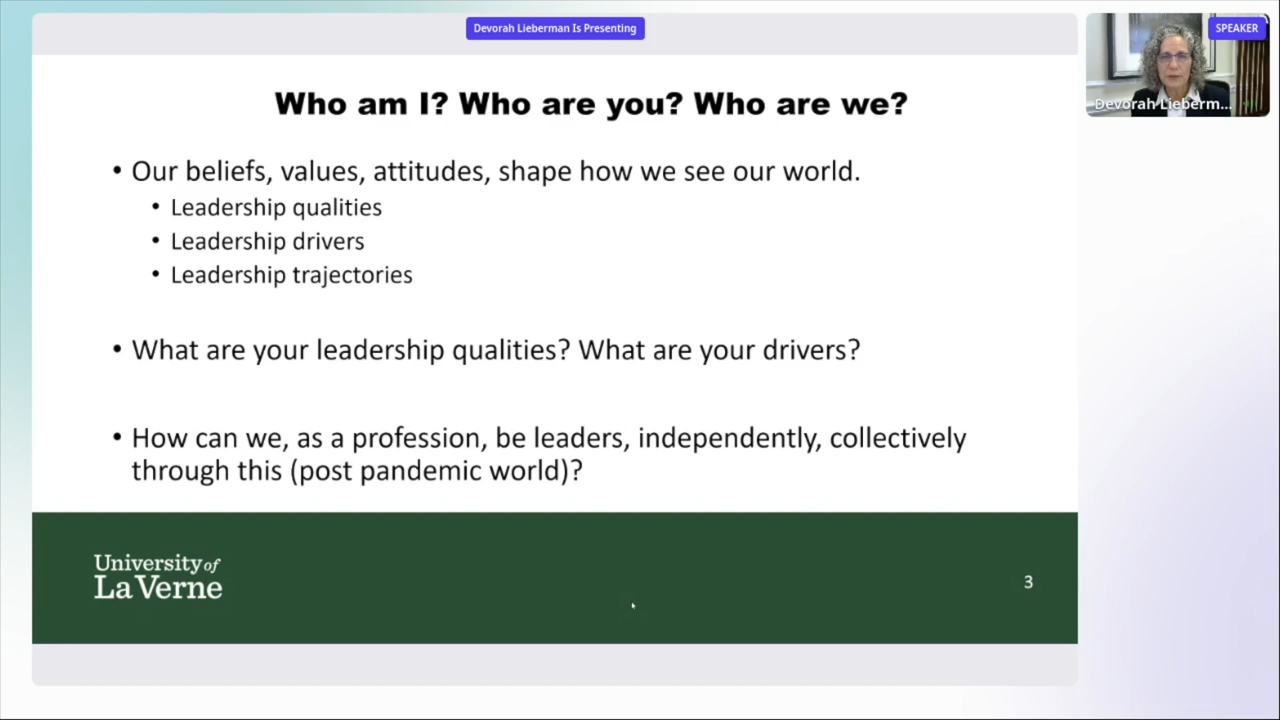 Devorah Lieberman Is Presenting
SPEAKER
Devorah Lieberm...
Who am I? Who are you? Who are we?
• Our beliefs, values, attitudes, shape how we see our world.
• Leadership qualities
• Leadership drivers
• Leadership trajectories
• What are your leadership qualities? What are your drivers?
• How can we, as a profession, be leaders, independently, collectively
through this (post pandemic world)?
University of
La Verne
3